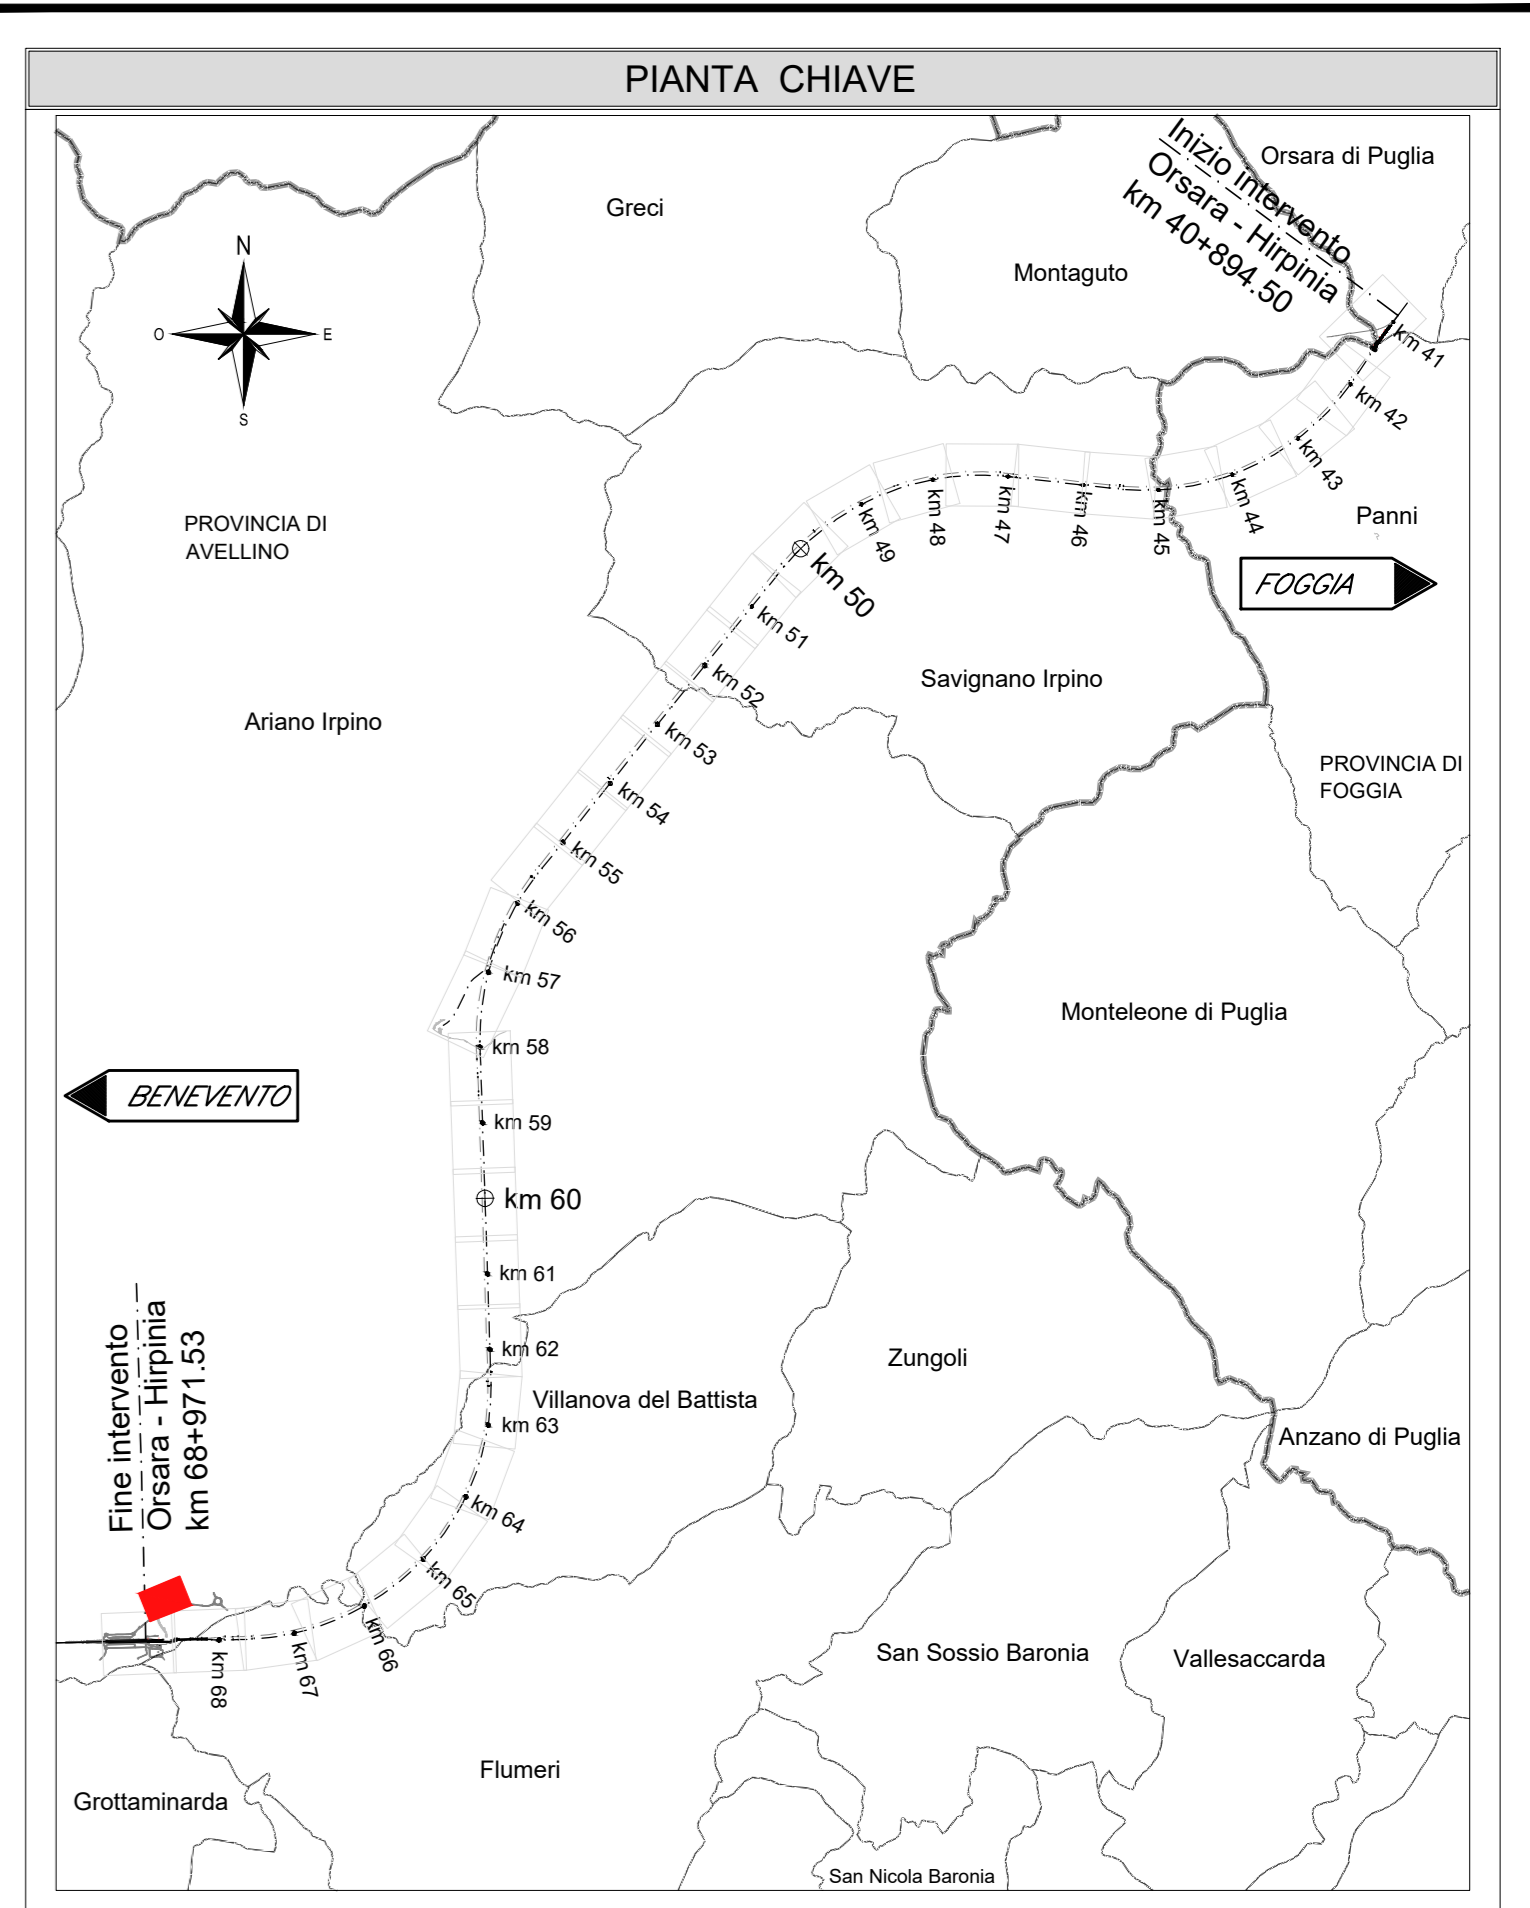 PIANTA CHIAVE
Inizio intervento
Orsara - Hirpinia
km 40+894.50
Orsara di Puglia
Greci
Montaguto
N
O
E
S
km 41
km 42
km 43
km 44
km 45
km 46
km 47
km 48
km 49
km 50
Panni
?
PROVINCIA DI
AVELLINO
FOGGIA
km 51
km 52
km 53
km 54
km 55
km 56
km 57
km 58
km 59
km 60
km 61
km 62
km 63
km 64
km 65
km 66
km 67
km 68
Savignano Irpino
Ariano Irpino
PROVINCIA DI
FOGGIA
Monteleone di Puglia
BENEVENTO
Fine intervento
Orsara - Hirpinia
km 68+971.53
Zungoli
Villanova del Battista
Anzano di Puglia
San Sossio Baronia
Vallesaccarda
Flumeri
Grottaminarda
San Nicola Baronia